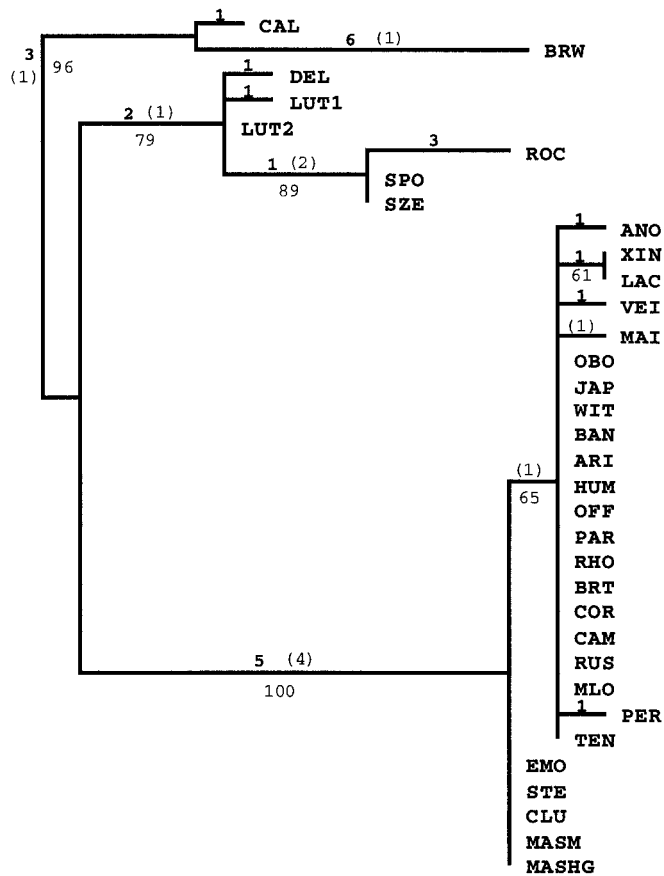 1
CAL
6 (1)
BRW
3
(1)
96
1
DEL
1
LUT1
2 (1)
79
LUT2
3
ROC
1 (2)
89
SPO
SZE
1
ANO
1
61
XIN
LAC
1
VEI
(1)
MAI
OBO
JAP
WIT
BAN
ARI
(1)
65
HUM
OFF
PAR
RHO
BRT
COR
CAM
RUS
5 (4)
100
MLO
1
PER
TEN
EMO
STE
CLU
MASM
MASHG